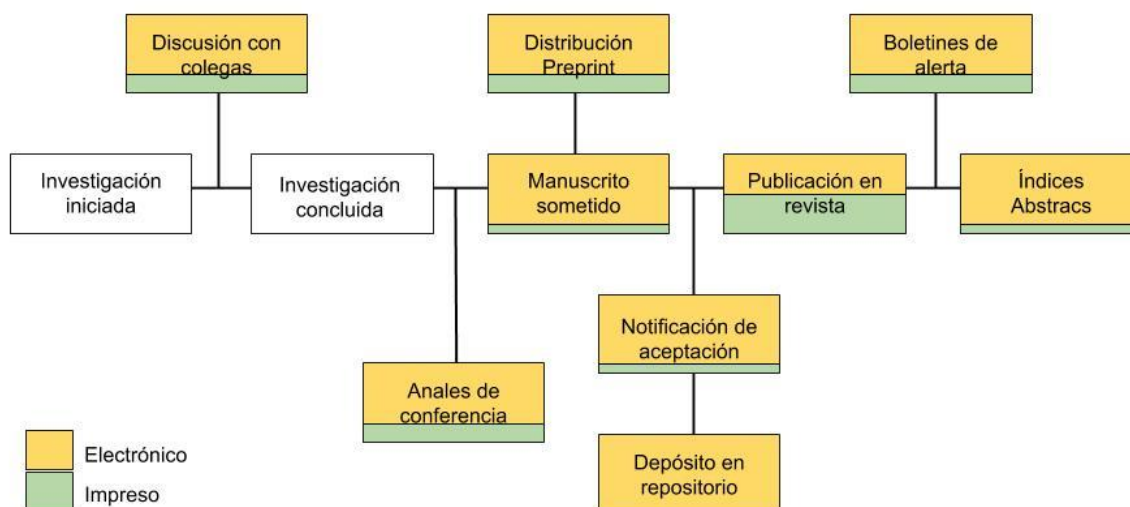 Discusión con
colegas
Distribución
Preprint
Boletines de
alerta
Investigación
iniciada
Investigación
concluida
Manuscrito
sometido
Publicación en
revista
Índices
Abstracs
Notificación de
aceptación
Anales de
conferencia
Depósito en
repositorio
Electrónico
Impreso